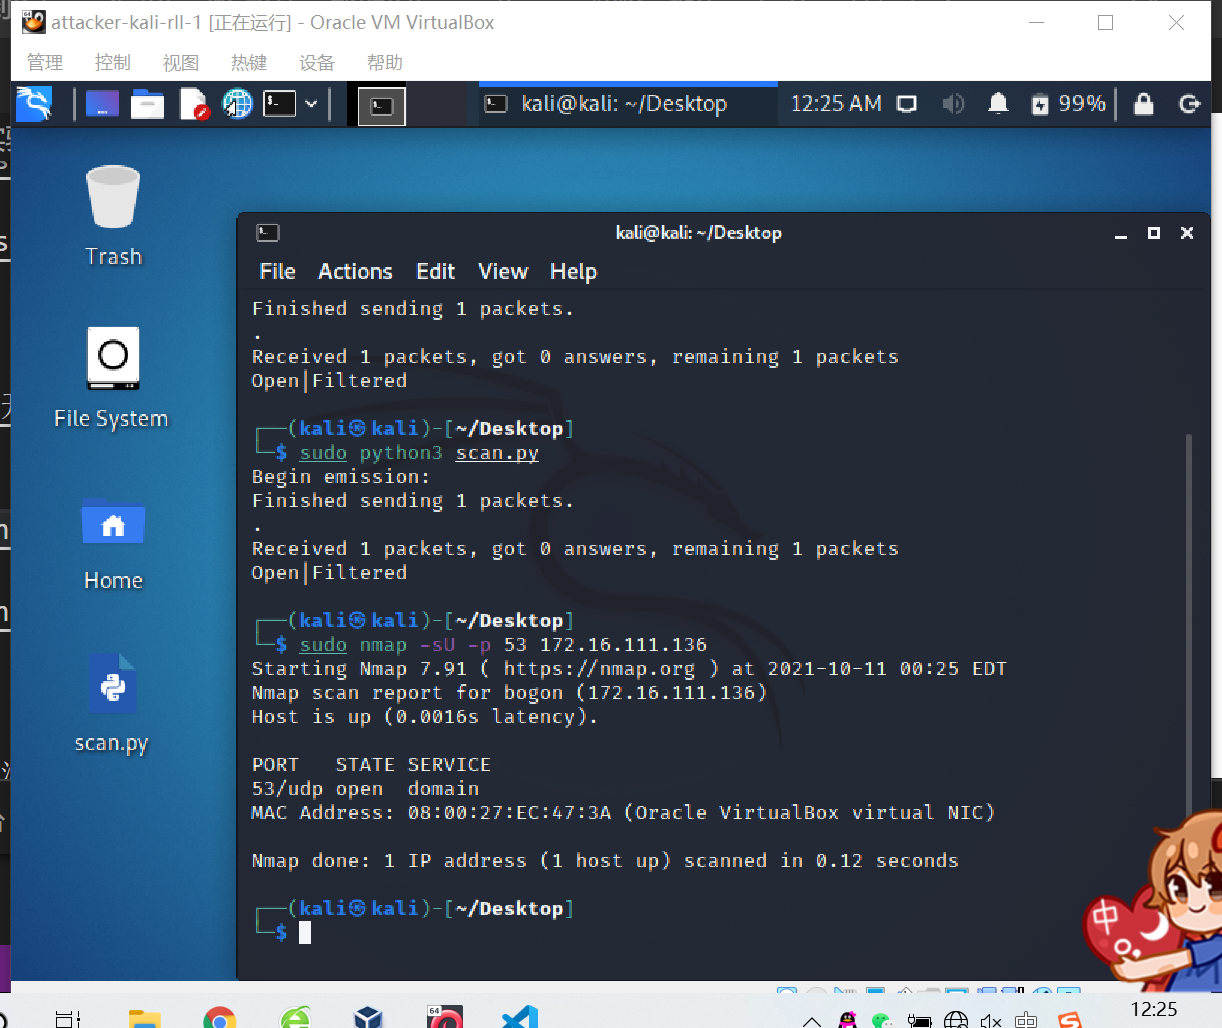 attacker-kali-rll-1 [正在运行] - Oracle VM VirtualBox
管理 控制 视图 热键 设备 帮助
kali@kali: ~/Desktop 12:25 AM 99%
Trash
File System
Home
scan.py
kali@kali: ~/Desktop
File Actions Edit View Help
Finished sending 1 packets.
.
Received 1 packets, got 0 answers, remaining 1 packets
Open|Filtered
┌──(kali㉿kali)-[~/Desktop]
└─$ sudo python3 scan.py
Begin emission:
Finished sending 1 packets.
.
Received 1 packets, got 0 answers, remaining 1 packets
Open|Filtered
┌──(kali㉿kali)-[~/Desktop]
└─$ sudo nmap -sU -p 53 172.16.111.136
Starting Nmap 7.91 ( https://nmap.org ) at 2021-10-11 00:25 EDT
Nmap scan report for bogon (172.16.111.136)
Host is up (0.0016s latency).
PORT   STATE SERVICE
53/udp open  domain
MAC Address: 08:00:27:EC:47:3A (Oracle VirtualBox virtual NIC)
Nmap done: 1 IP address (1 host up) scanned in 0.12 seconds
┌──(kali㉿kali)-[~/Desktop]
└─$
中
64
中
12:25